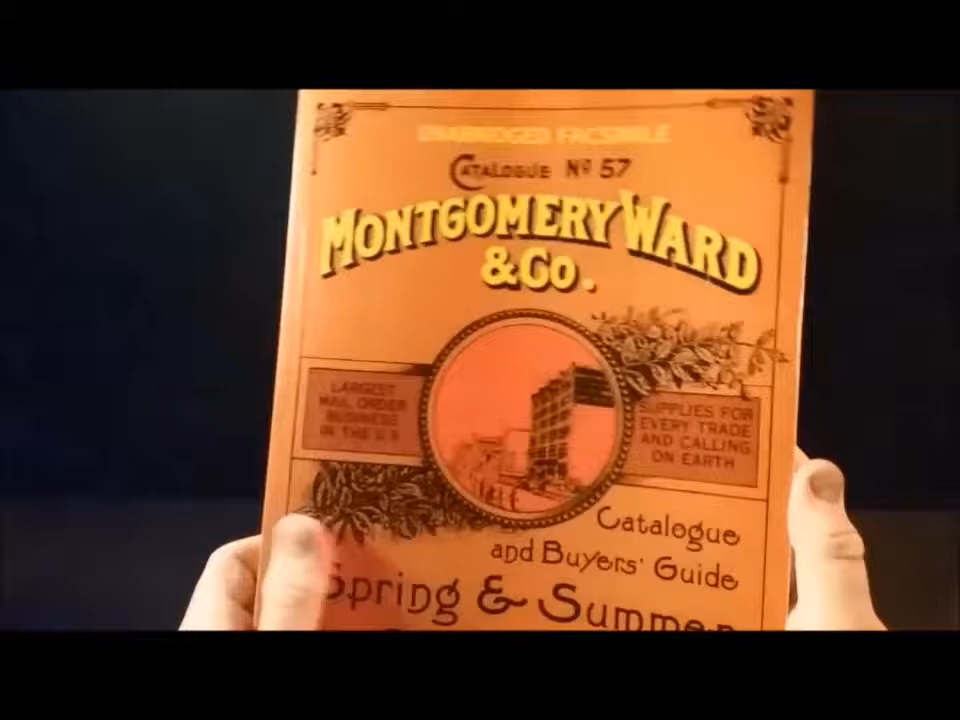 UNABRIDGED FACSIMILE
CATALOGUE Nº 57
MONTGOMERY WARD
& Co.
LARGEST
MAIL ORDER
BUSINESS
IN THE U.S
SUPPLIES FOR
EVERY TRADE
AND CALLING
ON EARTH
Catalogue
and Buyers' Guide
Spring & Summer